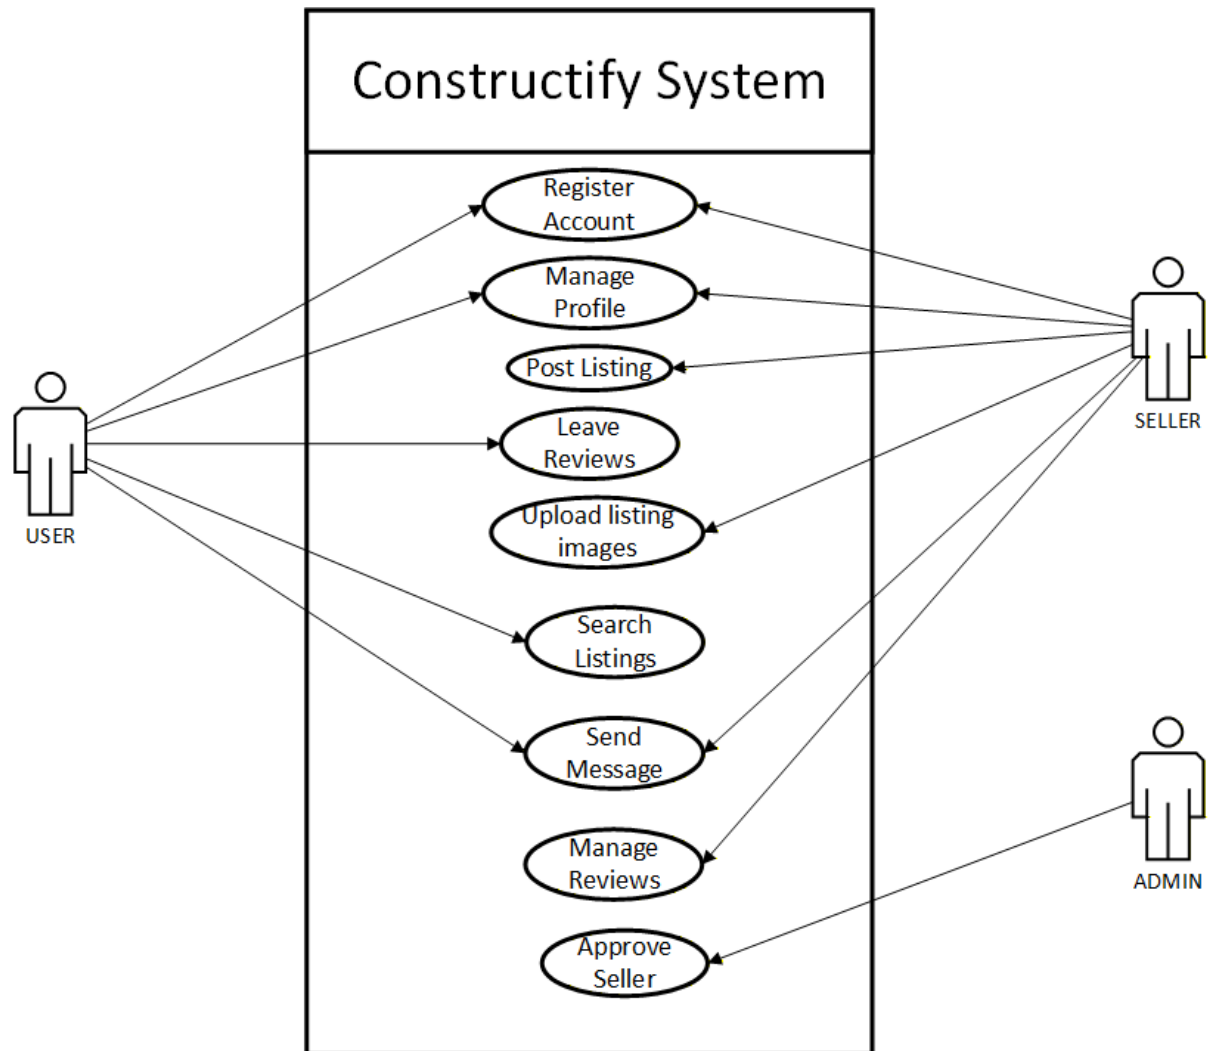 Constructify System
Register
Account
Manage
Profile
Post Listing
Leave
Reviews
Upload listing
images
Search
Listings
Send
Message
Manage
Reviews
Approve
Seller
USER
SELLER
ADMIN